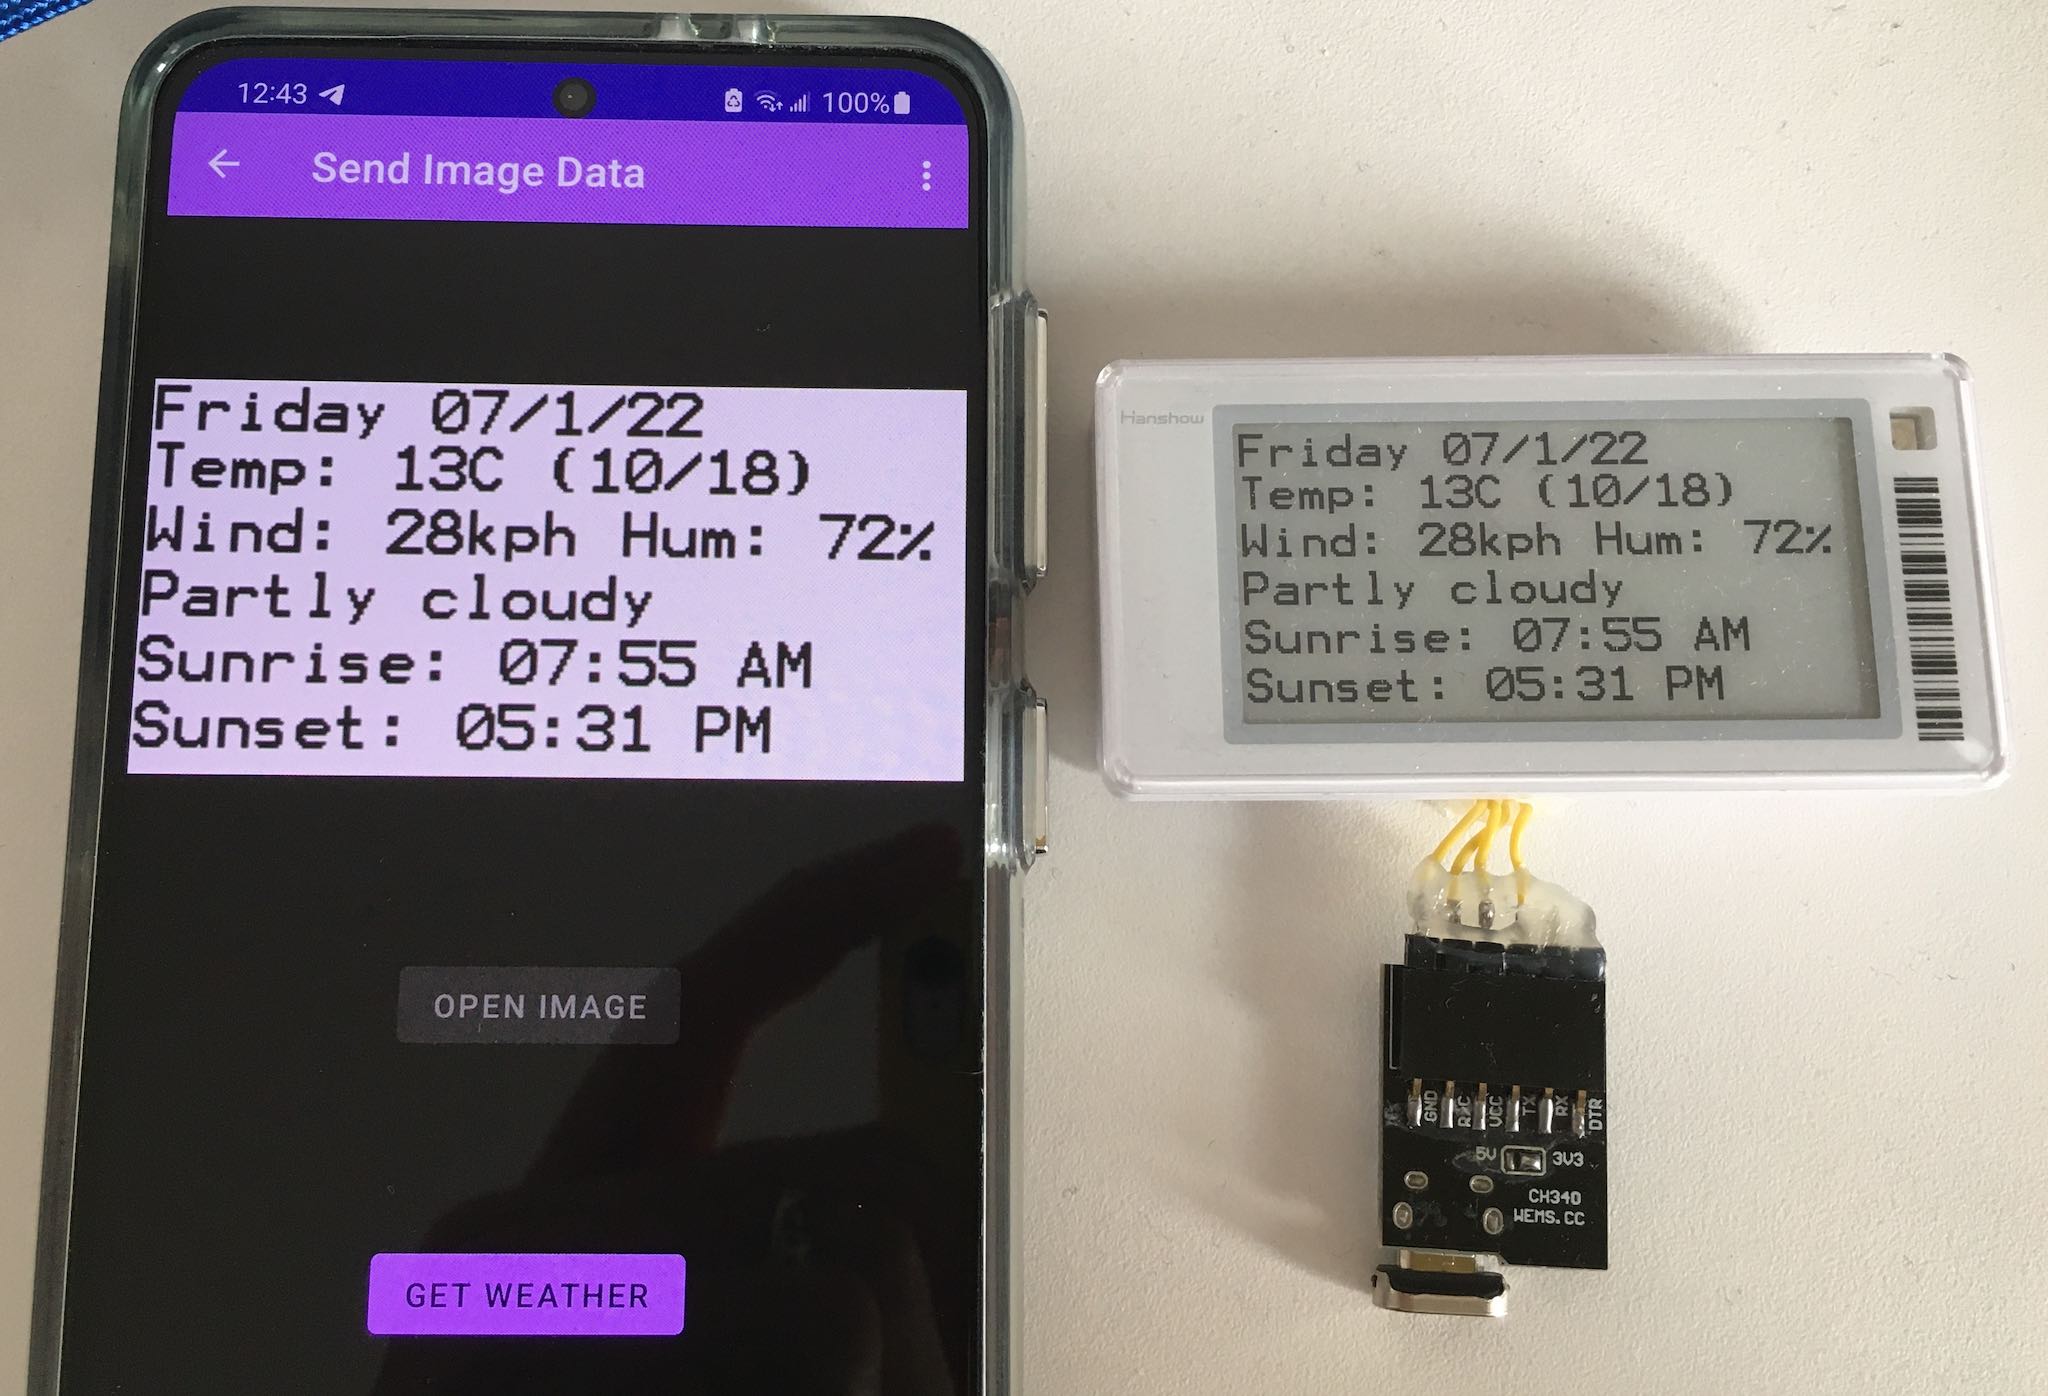 12:43
100%
Send Image Data
Friday 07/1/22
Temp: 13C (10/18)
Wind: 28kph Hum: 72%
Partly cloudy
Sunrise: 07:55 AM
Sunset: 05:31 PM
OPEN IMAGE
GET WEATHER
Hanshow
Friday 07/1/22
Temp: 13C (10/18)
Wind: 28kph Hum: 72%
Partly cloudy
Sunrise: 07:55 AM
Sunset: 05:31 PM
GND
VCC
TX
RX
DTR
5V 3V3
CH340
WEMS.CC